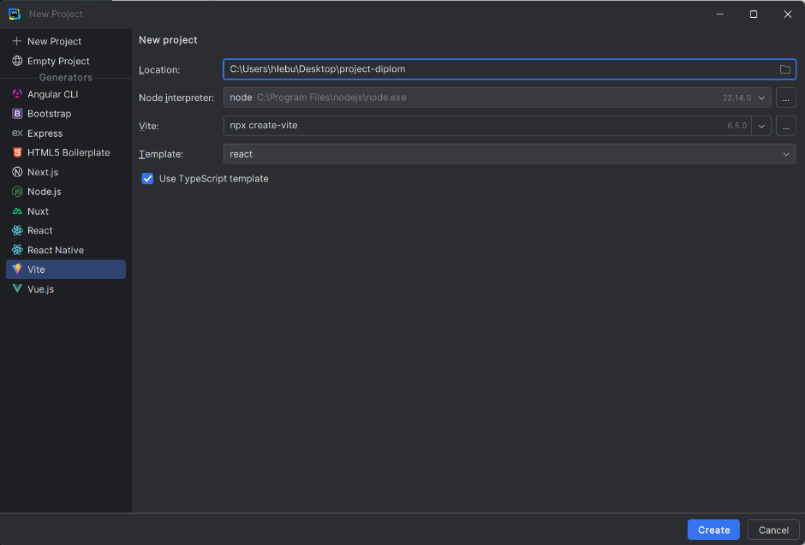 New Project
New Project
Empty Project
Generators
Angular CLI
Bootstrap
ex Express
HTML5 Boilerplate
Next.js
Node.js
Nuxt
React
React Native
Vite
Vue.js
New project
Location: C:\Users\hlebu\Desktop\project-diplom
Node interpreter: node C:\Program Files\nodejs\node.exe 22.14.0 ...
Vite: npx create-vite 6.5.0 ...
Template: react
Use TypeScript template
Create Cancel